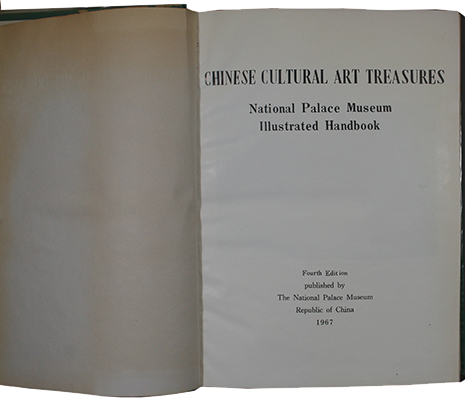 CHINESE CULTURAL ART TREASURES
National Palace Museum
Illustrated Handbook
Fourth Edition
published by
The National Palace Museum
Republic of China
1967